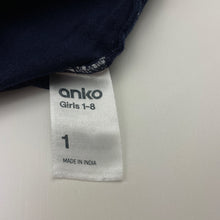 anko
Girls 1-8
1
MADE IN INDIA